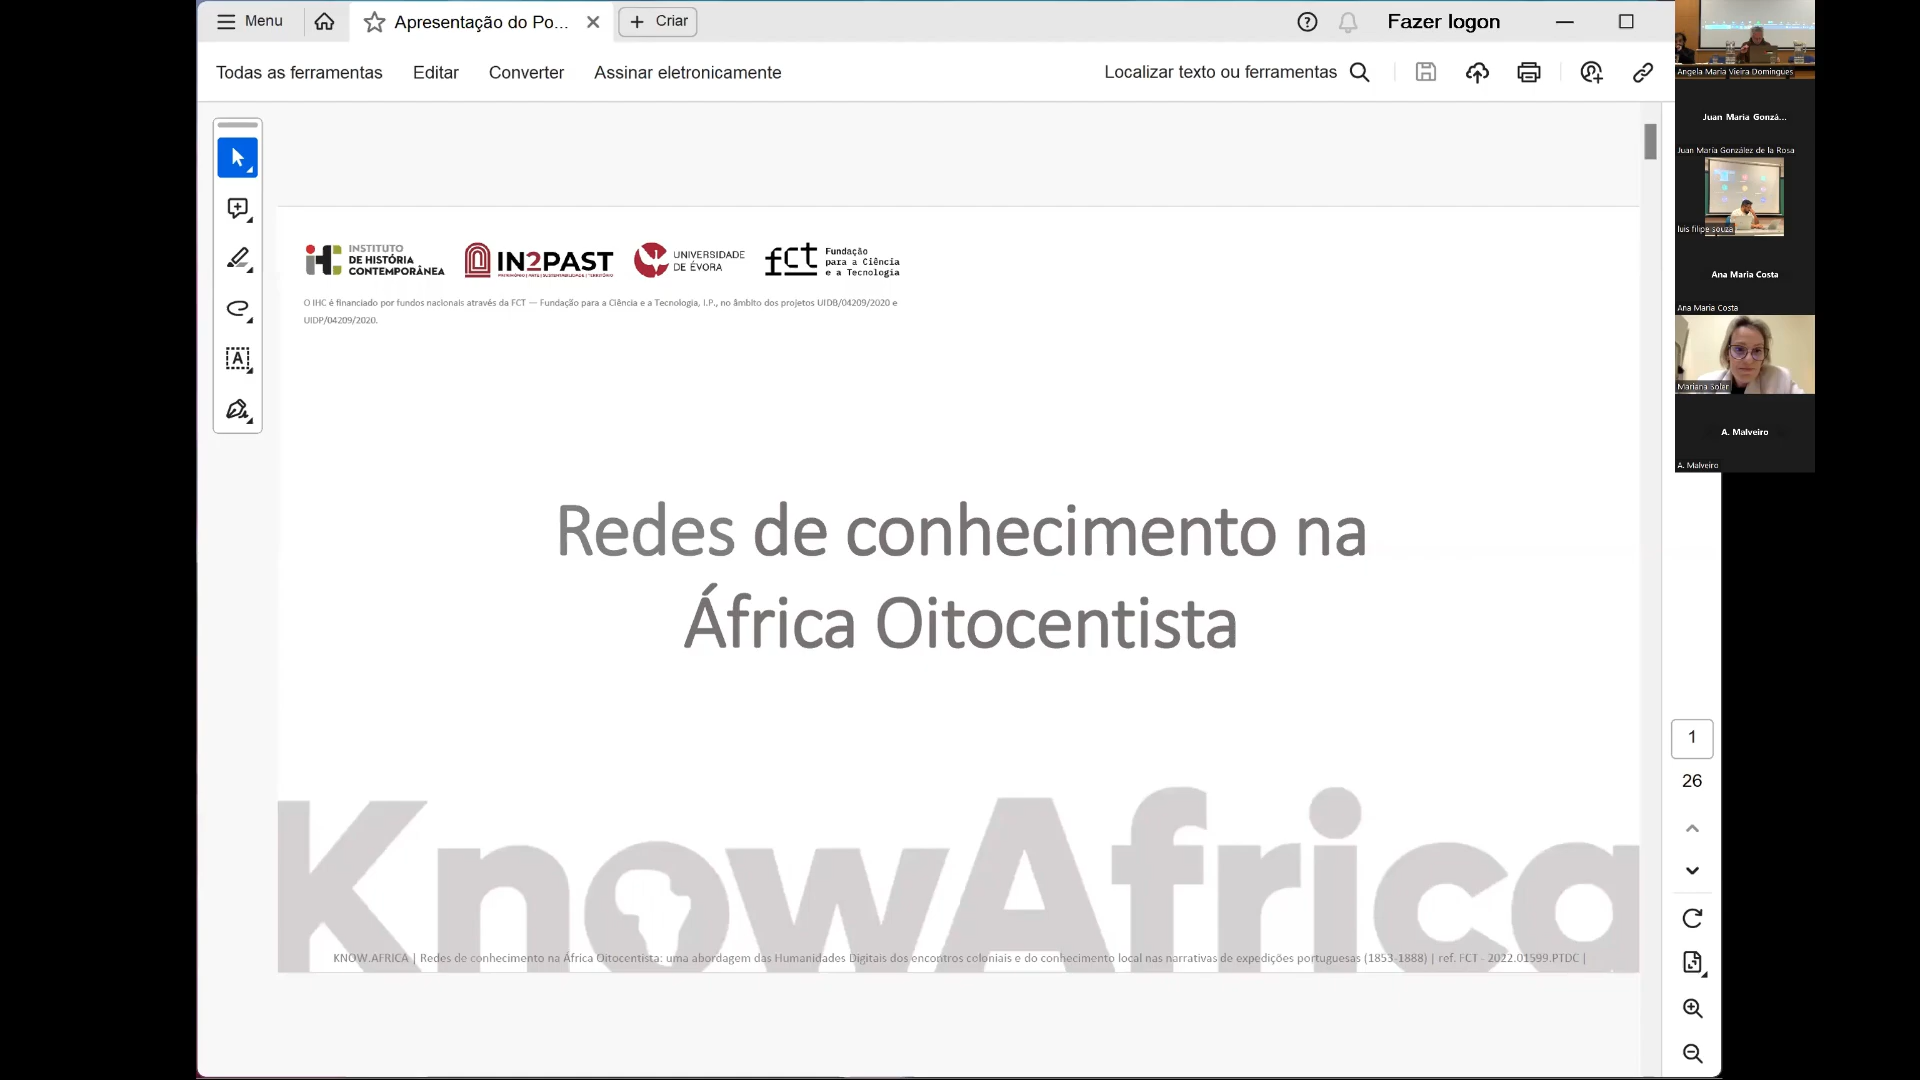 Menu
Apresentação do Po...
Criar
Fazer logon
Todas as ferramentas
Editar
Converter
Assinar eletronicamente
Localizar texto ou ferramentas
INSTITUTO
DE HISTÓRIA
CONTEMPORÂNEA
IN2PAST
UNIVERSIDADE
DE ÉVORA
fct
Fundação
para a Ciência
e a Tecnologia
O IHC é financiado por fundos nacionais através da FCT — Fundação para a Ciência e a Tecnologia, I.P., no âmbito dos projetos UIDB/04209/2020 e
UIDP/04209/2020.
Redes de conhecimento na
África Oitocentista
KnowAfrica
KNOW.AFRICA | Redes de conhecimento na África Oitocentista: uma abordagem das Humanidades Digitais dos encontros coloniais e do conhecimento local nas narrativas de expedições portuguesas (1853-1888) | ref. FCT - 2022.01599.PTDC |
1
26
Angela Maria Vieira Domingues
Juan Maria Gonzá...
Juan María González de la Rosa
luis filipe souza
Ana Maria Costa
Ana Maria Costa
Mariana Soler
A. Malveiro
A. Malveiro